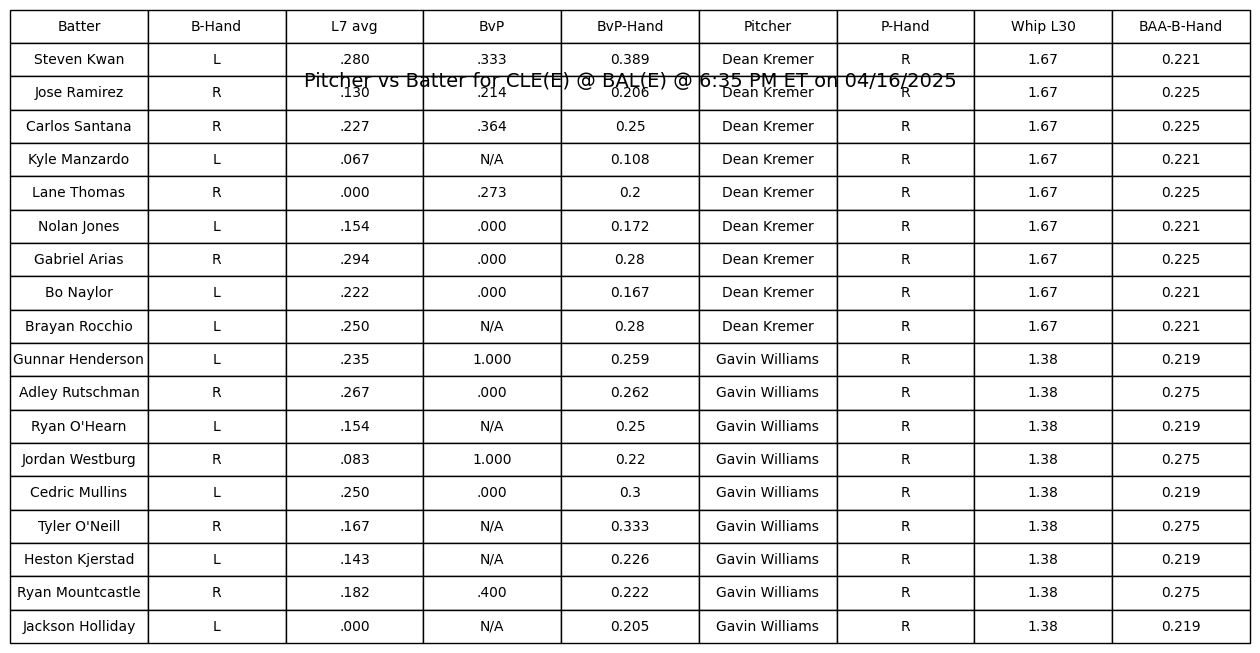 Batter B-Hand L7 avg BvP BvP-Hand Pitcher P-Hand Whip L30 BAA-B-Hand
Steven Kwan L .280 .333 0.389 Dean Kremer R 1.67 0.221
Pitcher vs Batter for CLE(E) @ BAL(E) @ 6:35 PM ET on 04/16/2025
Jose Ramirez R .130 .214 0.206 Dean Kremer R 1.67 0.225
Carlos Santana R .227 .364 0.25 Dean Kremer R 1.67 0.225
Kyle Manzardo L .067 N/A 0.108 Dean Kremer R 1.67 0.221
Lane Thomas R .000 .273 0.2 Dean Kremer R 1.67 0.225
Nolan Jones L .154 .000 0.172 Dean Kremer R 1.67 0.221
Gabriel Arias R .294 .000 0.28 Dean Kremer R 1.67 0.225
Bo Naylor L .222 .000 0.167 Dean Kremer R 1.67 0.221
Brayan Rocchio L .250 N/A 0.28 Dean Kremer R 1.67 0.221
Gunnar Henderson L .235 1.000 0.259 Gavin Williams R 1.38 0.219
Adley Rutschman R .267 .000 0.262 Gavin Williams R 1.38 0.275
Ryan O'Hearn L .154 N/A 0.25 Gavin Williams R 1.38 0.219
Jordan Westburg R .083 1.000 0.22 Gavin Williams R 1.38 0.275
Cedric Mullins L .250 .000 0.3 Gavin Williams R 1.38 0.219
Tyler O'Neill R .167 N/A 0.333 Gavin Williams R 1.38 0.275
Heston Kjerstad L .143 N/A 0.226 Gavin Williams R 1.38 0.219
Ryan Mountcastle R .182 .400 0.222 Gavin Williams R 1.38 0.275
Jackson Holliday L .000 N/A 0.205 Gavin Williams R 1.38 0.219